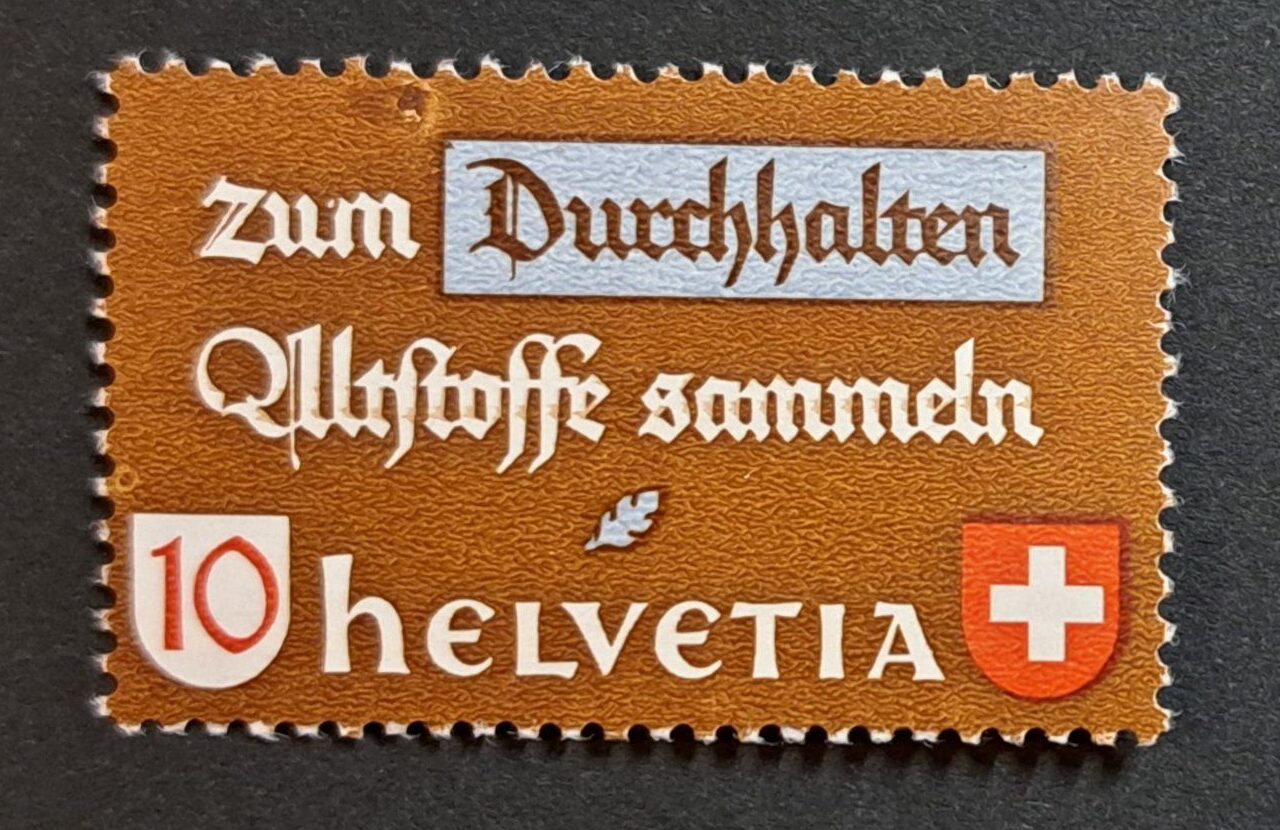 zum Durchhalten
Altstoffe sammeln
10 hELVETIA